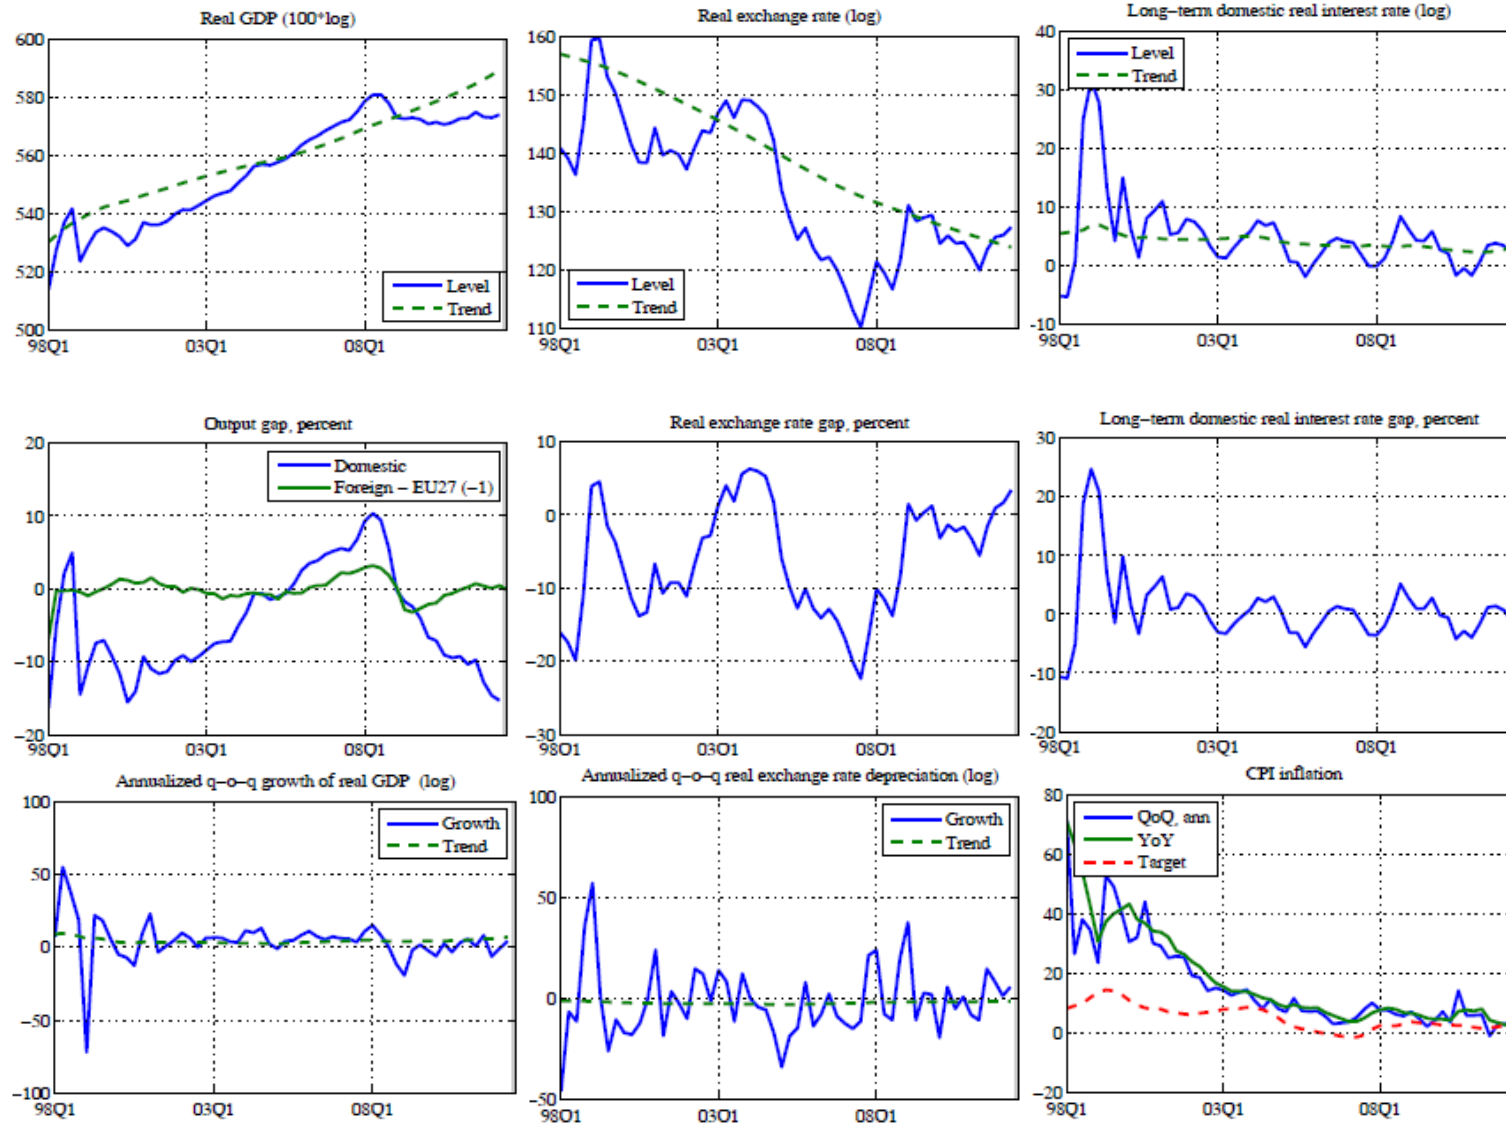 Real GDP (100*log)
600
580
560
540
520
500
98Q1
03Q1
08Q1
Level
Trend
Real exchange rate (log)
160
150
140
130
120
110
98Q1
03Q1
08Q1
Level
Trend
Long-term domestic real interest rate (log)
40
30
20
10
0
-10
98Q1
03Q1
08Q1
Level
Trend
Output gap, percent
20
10
0
-10
-20
98Q1
03Q1
08Q1
Domestic
Foreign - EU27 (-1)
Real exchange rate gap, percent
10
0
-10
-20
-30
98Q1
03Q1
08Q1
Long-term domestic real interest rate gap, percent
30
20
10
0
-10
-20
98Q1
03Q1
08Q1
Annualized q-o-q growth of real GDP (log)
100
50
0
-50
-100
98Q1
03Q1
08Q1
Growth
Trend
Annualized q-o-q real exchange rate depreciation (log)
100
50
0
-50
98Q1
03Q1
08Q1
Growth
Trend
CPI inflation
80
60
40
20
0
-20
98Q1
03Q1
08Q1
QoQ, ann
YoY
Target